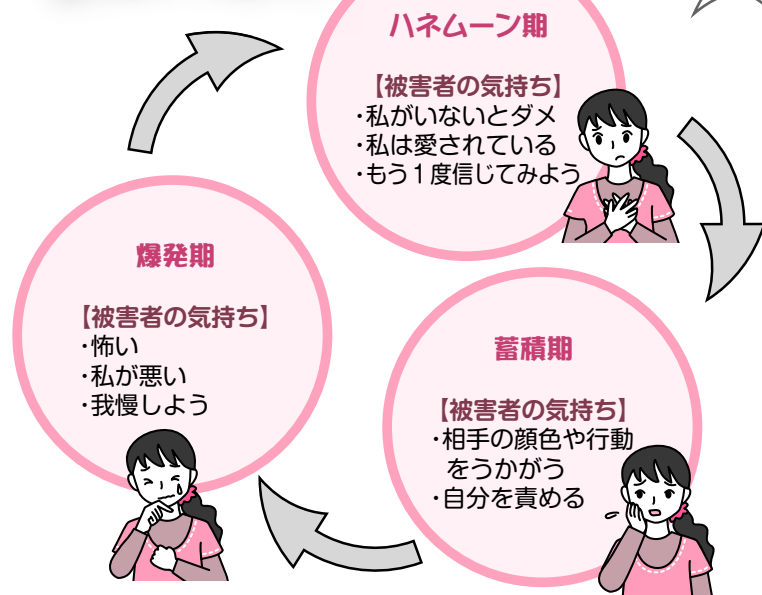 ハネムーン期
【被害者の気持ち】
・私がいないとダメ
・私は愛されている
・もう1度信じてみよう
爆発期
【被害者の気持ち】
・怖い
・私が悪い
・我慢しよう
蓄積期
【被害者の気持ち】
・相手の顔色や行動
をうかがう
・自分を責める